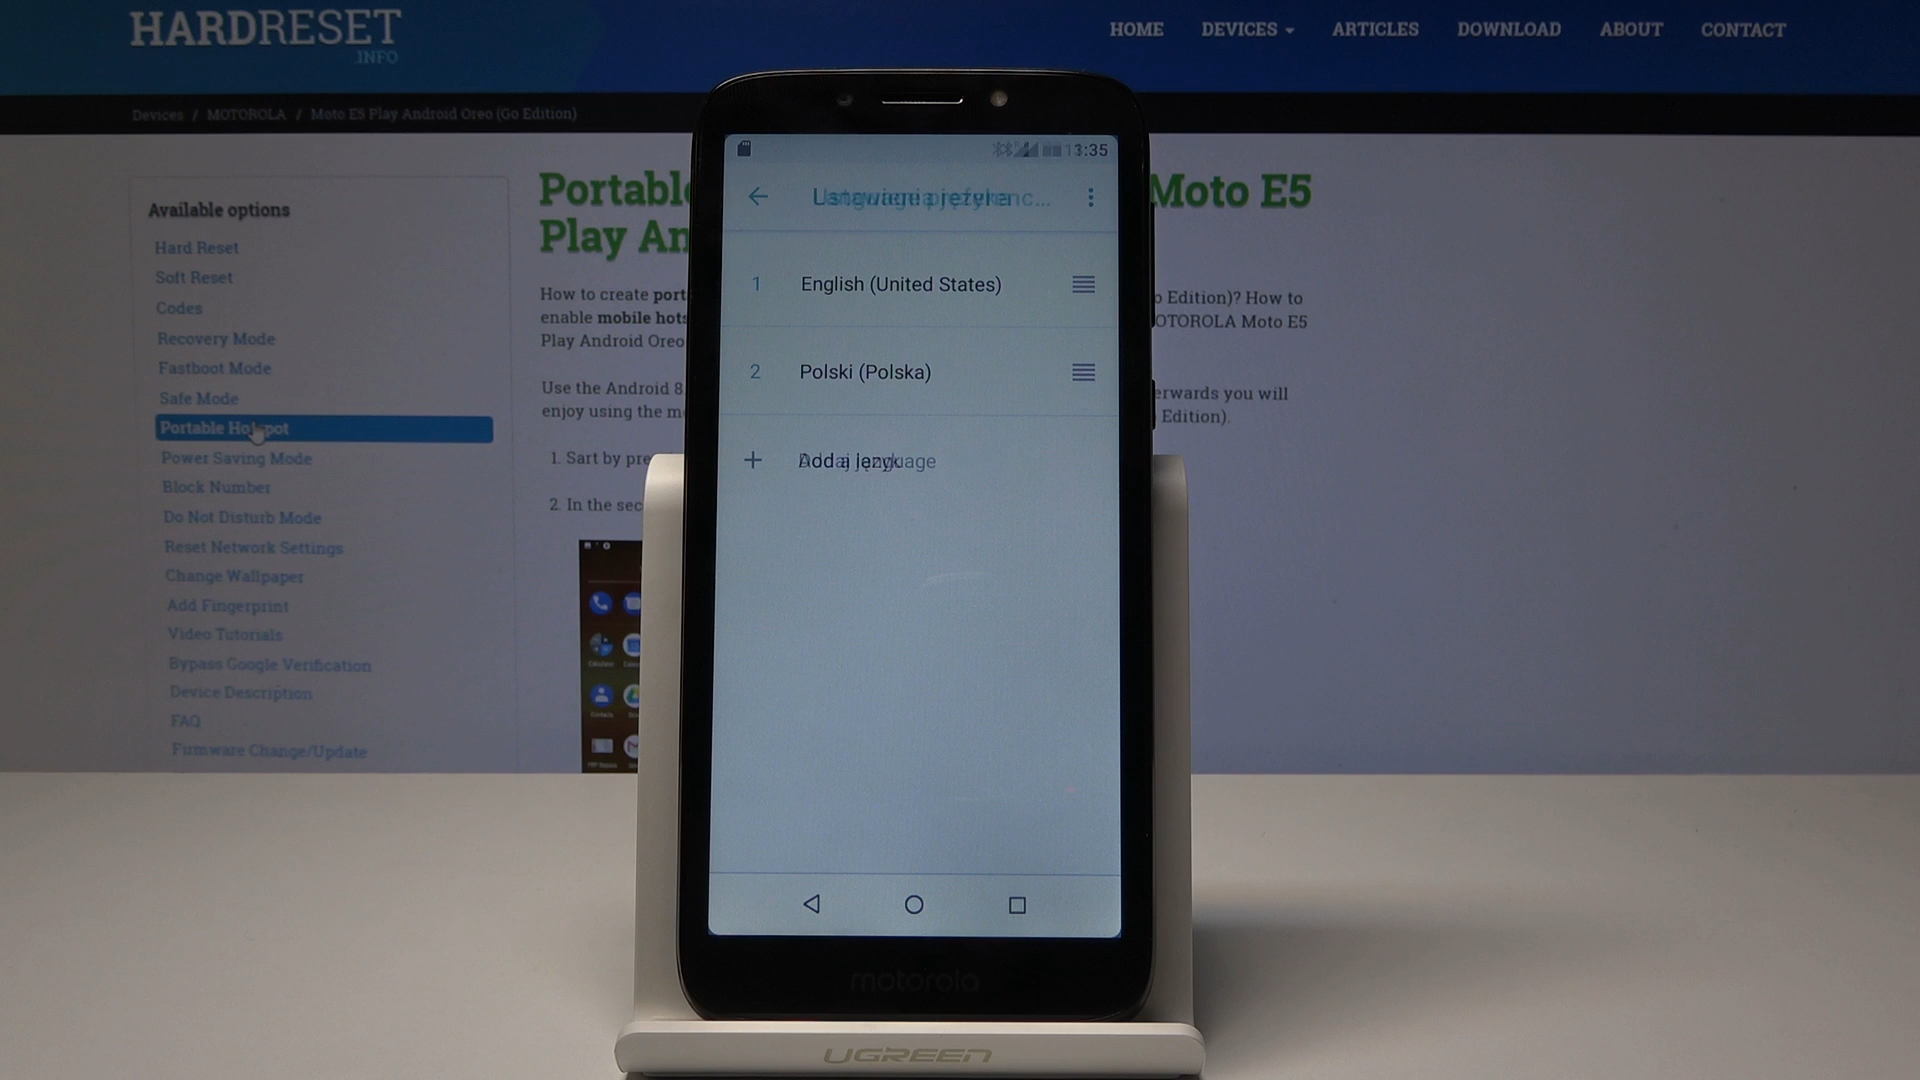 HARDRESET
.INFO
HOME DEVICES ARTICLES DOWNLOAD ABOUT CONTACT
Devices / MOTOROLA / Moto E5 Play Android Oreo (Go Edition)
Available options
Hard Reset
Soft Reset
Codes
Recovery Mode
Fastboot Mode
Safe Mode
Portable Hotspot
Power Saving Mode
Block Number
Do Not Disturb Mode
Reset Network Settings
Change Wallpaper
Add Fingerprint
Video Tutorials
Bypass Google Verification
Device Description
FAQ
Firmware Change/Update
Portable Moto E5
Play An
How to create port Edition)? How to
enable mobile hots OTOROLA Moto E5
Play Android Oreo
Use the Android 8 erwards you will
enjoy using the m Edition).
1. Sart by pre
2. In the sec
13:35
1 English (United States)
2 Polski (Polska)
+ Add a language
motorola
UGREEN